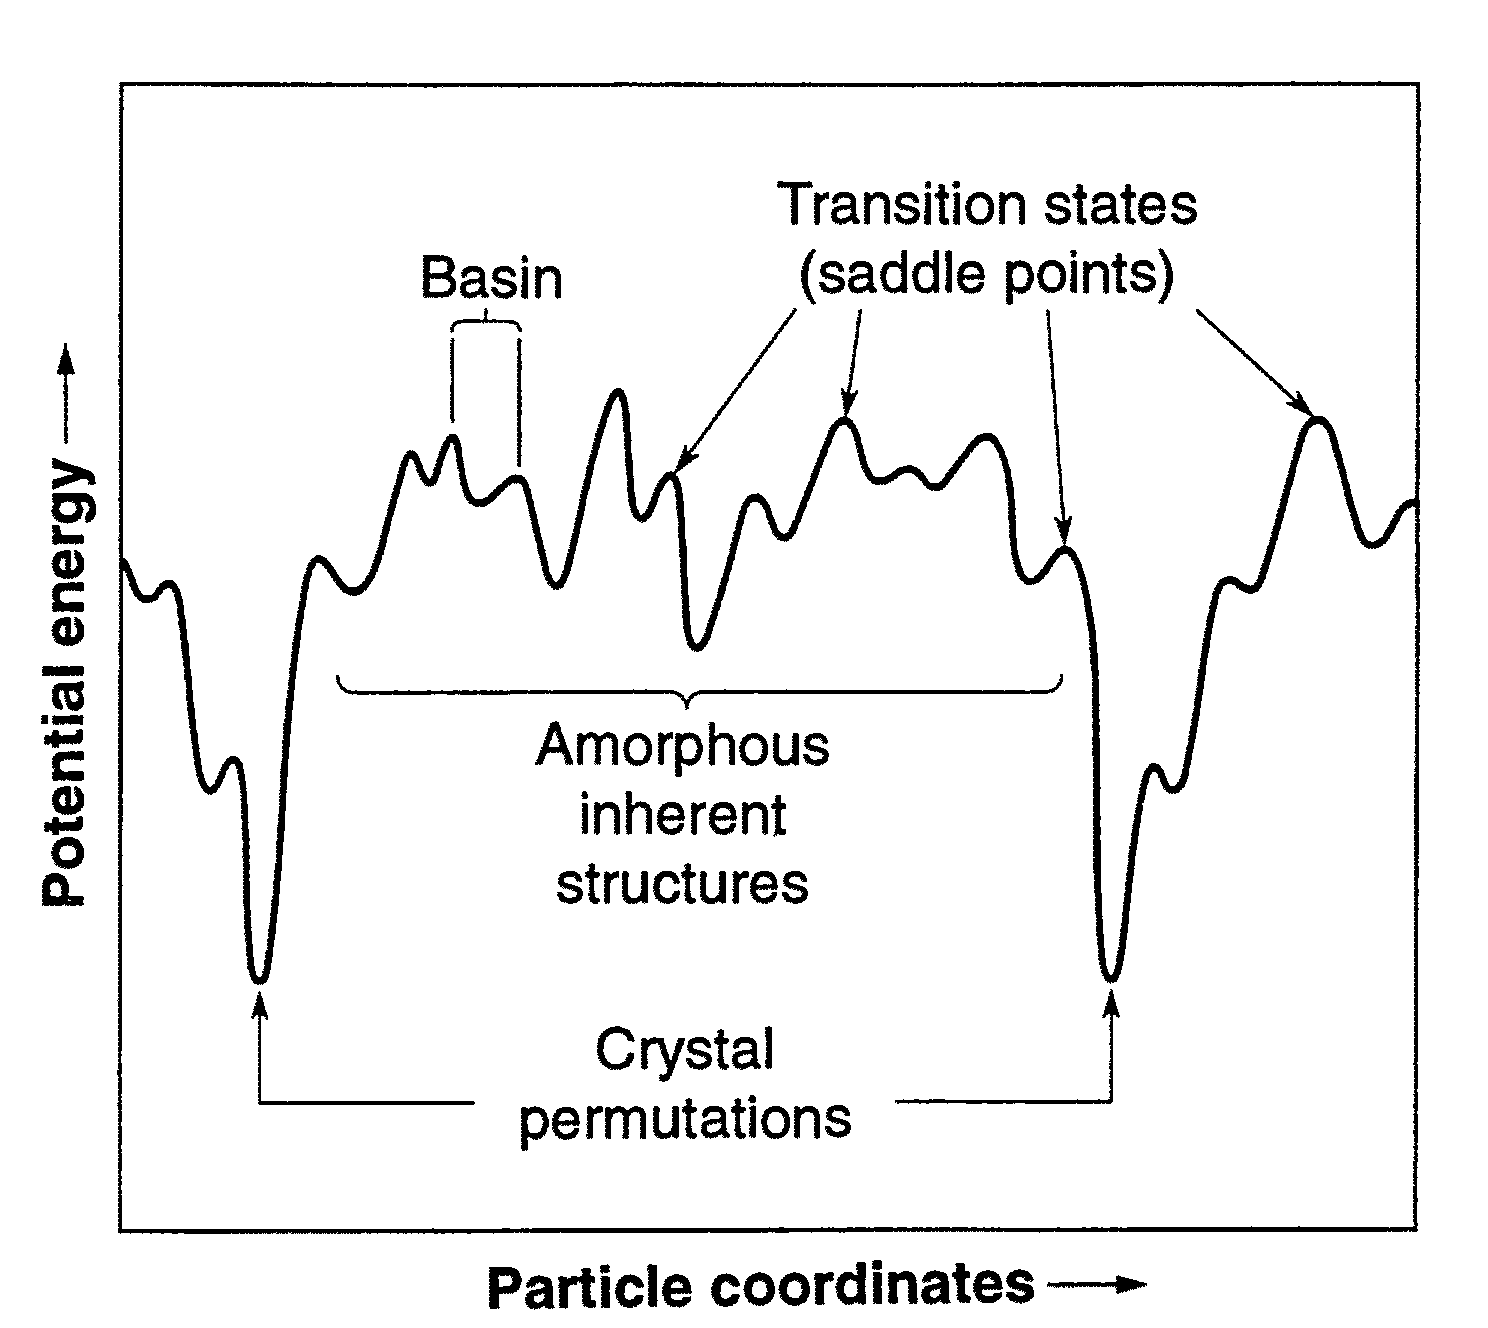 Transition states
(saddle points)
Basin
Potential energy
Amorphous
inherent
structures
Crystal
permutations
Particle coordinates